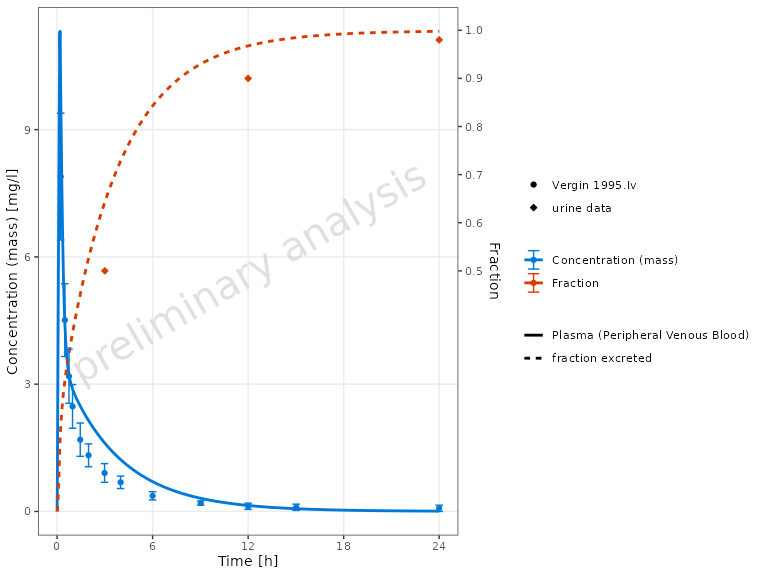 Concentration (mass) [mg/l]
9
6
3
0
0
6
12
18
24
Time [h]
1.0
0.9
0.8
0.7
0.6
0.5
Fraction
preliminary analysis
Vergin 1995.Iv
urine data
Concentration (mass)
Fraction
Plasma (Peripheral Venous Blood)
fraction excreted